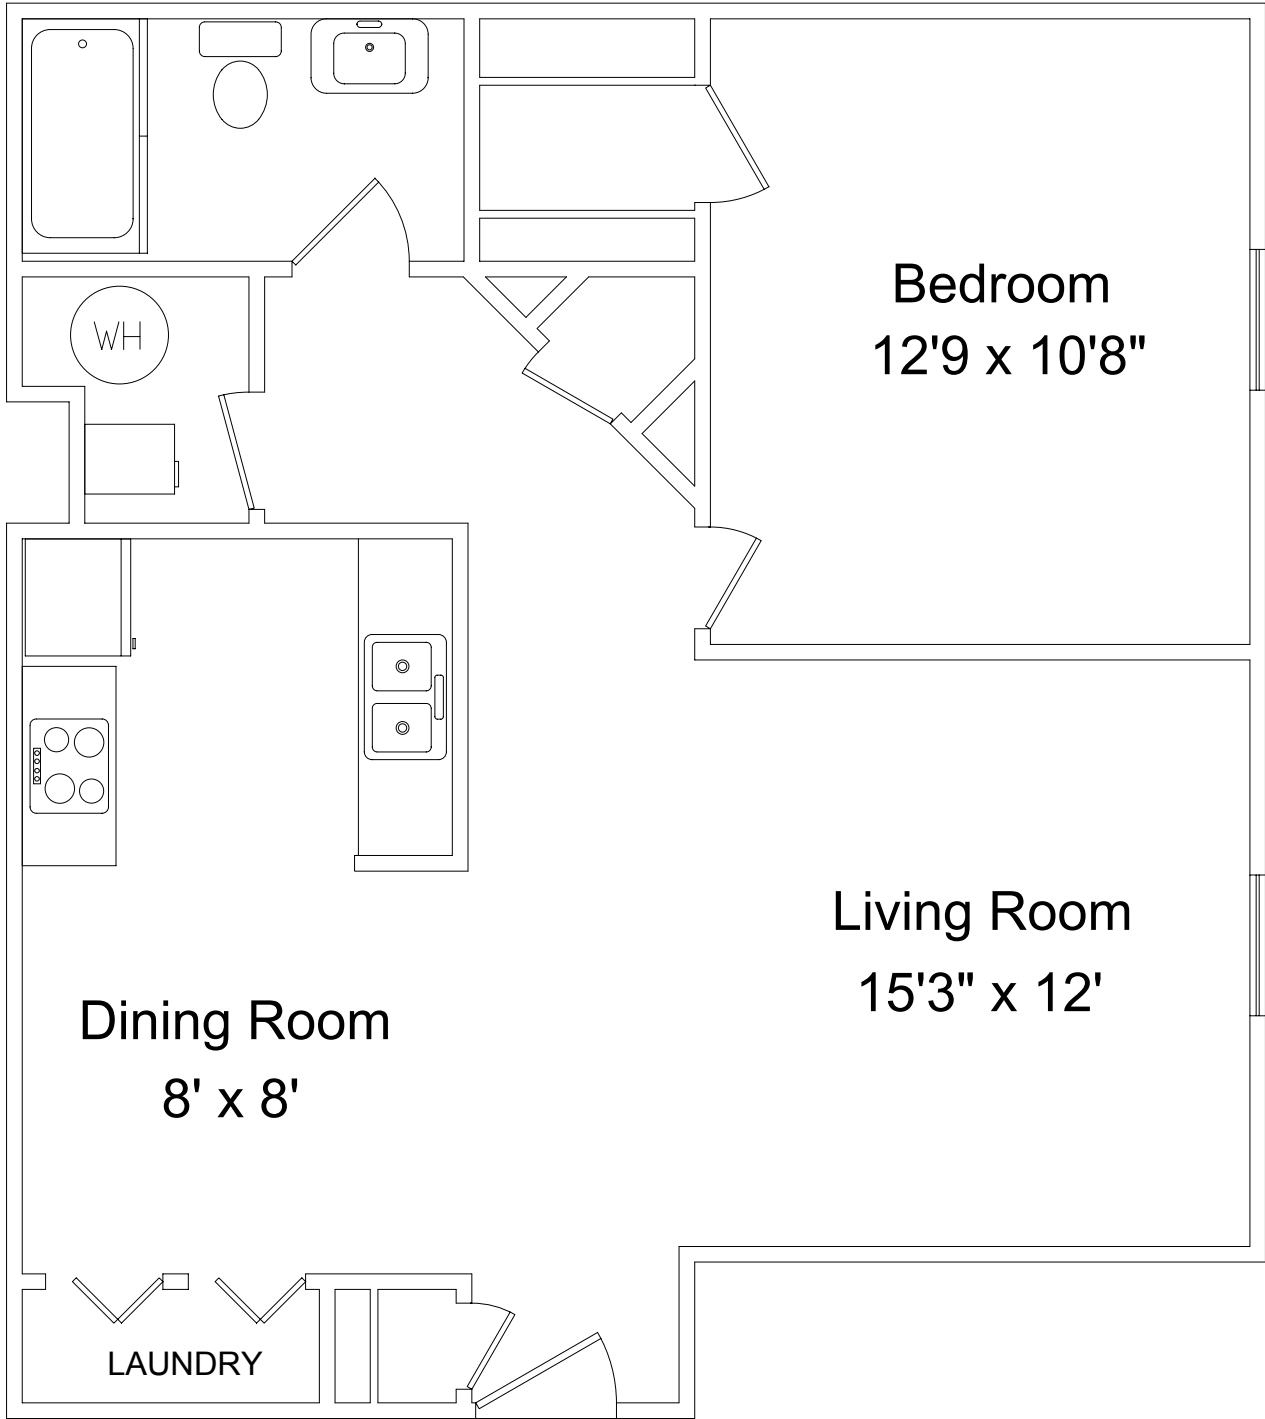 Bedroom
12'9 x 10'8"
WH
Living Room
15'3" x 12'
Dining Room
8' x 8'
LAUNDRY